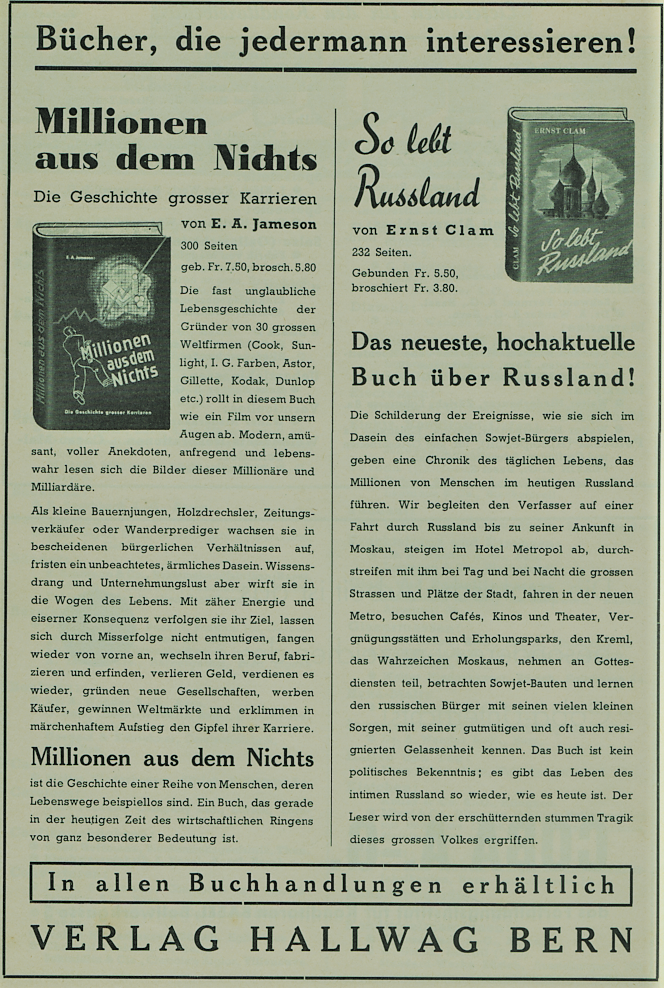 Bücher, die jedermann interessieren!
Millionen
aus dem Nichts
Die Geschichte grosser Karrieren
von E. A. Jameson
300 Seiten
geb. Fr. 7.50, brosch. 5.80
Millionen aus dem Nichts
E. A. Jameson:
Millionen
aus dem
Nichts
Die Geschichte grosser Karrieren
Die fast unglaubliche
Lebensgeschichte der
Gründer von 30 grossen
Weltfirmen (Cook, Sun-
light, I. G. Farben, Astor,
Gillette, Kodak, Dunlop
etc.) rollt in diesem Buch
wie ein Film vor unsern
Augen ab. Modern, amü-
sant, voller Anekdoten, anfregend und lebens-
wahr lesen sich die Bilder dieser Millionäre und
Milliardäre.
Als kleine Bauernjungen, Holzdrechsler, Zeitungs-
verkäufer oder Wanderprediger wachsen sie in
bescheidenen bürgerlichen Verhältnissen auf,
fristen ein unbeachtetes, ärmliches Dasein. Wissens-
drang und Unternehmungslust aber wirft sie in
die Wogen des Lebens. Mit zäher Energie und
eiserner Konsequenz verfolgen sie ihr Ziel, lassen
sich durch Misserfolge nicht entmutigen, fangen
wieder von vorne an, wechseln ihren Beruf, fabri-
zieren und erfinden, verlieren Geld, verdienen es
wieder, gründen neue Gesellschaften, werben
Käufer, gewinnen Weltmärkte und erklimmen in
märchenhaftem Aufstieg den Gipfel ihrer Karriere.
Millionen aus dem Nichts
ist die Geschichte einer Reihe von Menschen, deren
Lebenswege beispiellos sind. Ein Buch, das gerade
in der heutigen Zeit des wirtschaftlichen Ringens
von ganz besonderer Bedeutung ist.
So lebt
Russland
von Ernst Clam
232 Seiten.
Gebunden Fr. 5.50,
broschiert Fr. 3.80.
CLAM So lebt Russland
ERNST CLAM
So lebt
Russland
Das neueste, hochaktuelle
Buch über Russland!
Die Schilderung der Ereignisse, wie sie sich im
Dasein des einfachen Sowjet-Bürgers abspielen,
geben eine Chronik des täglichen Lebens, das
Millionen von Menschen im heutigen Russland
führen. Wir begleiten den Verfasser auf einer
Fahrt durch Russland bis zu seiner Ankunft in
Moskau, steigen im Hotel Metropol ab, durch-
streifen mit ihm bei Tag und bei Nacht die grossen
Strassen und Plätze der Stadt, fahren in der neuen
Metro, besuchen Cafés, Kinos und Theater, Ver-
gnügungsstätten und Erholungsparks, den Kreml,
das Wahrzeichen Moskaus, nehmen an Gottes-
diensten teil, betrachten Sowjet-Bauten und lernen
den russischen Bürger mit seinen vielen kleinen
Sorgen, mit seiner gutmütigen und oft auch resi-
gnierten Gelassenheit kennen. Das Buch ist kein
politisches Bekenntnis; es gibt das Leben des
intimen Russland so wieder, wie es heute ist. Der
Leser wird von der erschütternden stummen Tragik
dieses grossen Volkes ergriffen.
In allen Buchhandlungen erhältlich
VERLAG HALLWAG BERN